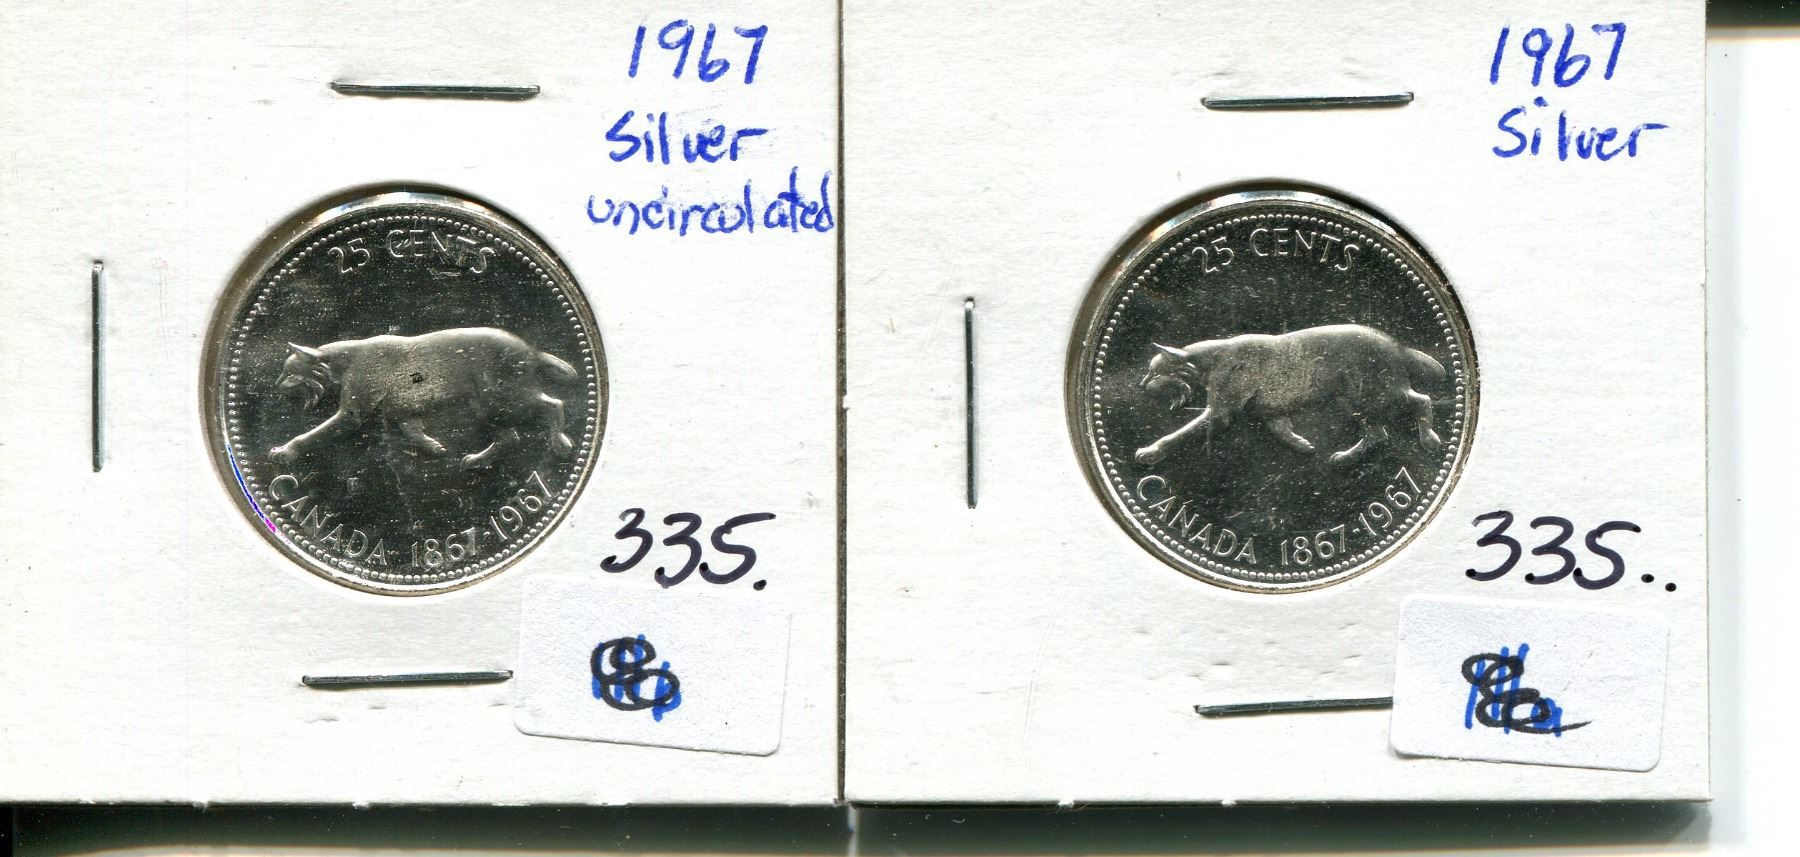 1967
Silver
uncirculated
25 CENTS
CANADA 1867-1967
335.
1967
Silver
25 CENTS
CANADA 1867-1967
335..